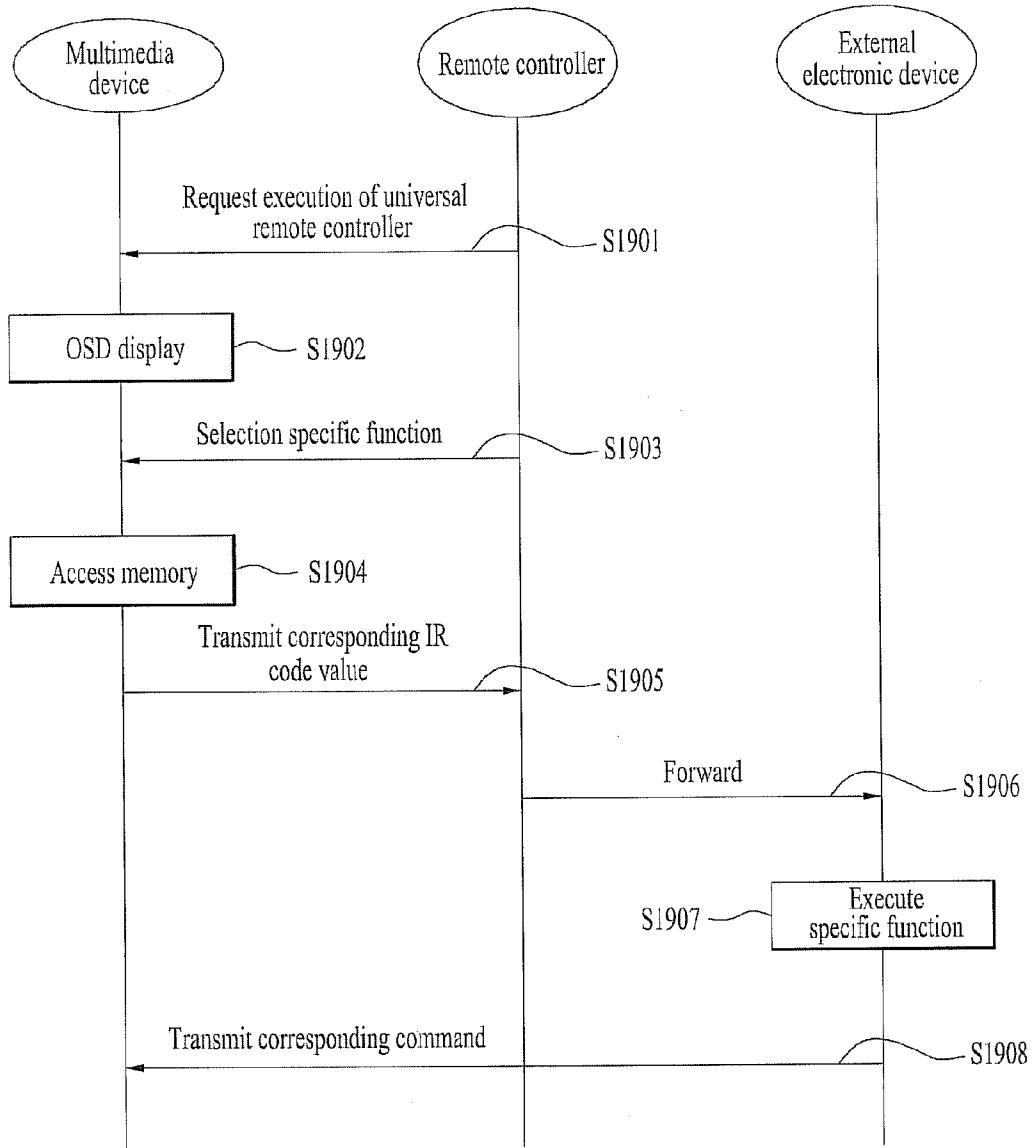 Multimedia
device
Remote controller
External
electronic device
Request execution of universal
remote controller
S1901
OSD display
S1902
Selection specific function
S1903
Access memory
S1904
Transmit corresponding IR
code value
S1905
Forward
S1906
Execute
specific function
S1907
Transmit corresponding command
S1908